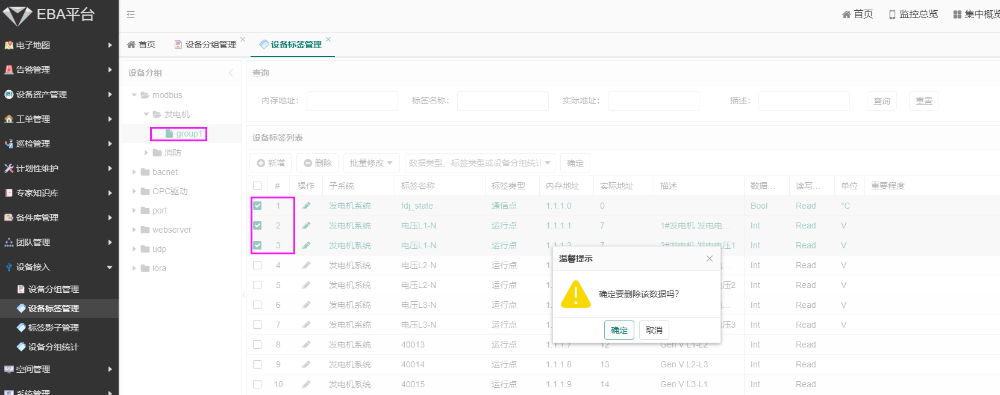 EBA平台
首页
监控总览
集中概览
首页
设备分组管理
设备标签管理
电子地图
告警管理
设备资产管理
工单管理
巡检管理
计划性维护
专家知识库
备件库管理
团队管理
设备接入
设备分组管理
设备标签管理
标签影子管理
设备分组统计
空间管理
系统管理
设备分组
modbus
发电机
group1
消防
bacnet
OPC驱动
port
webserver
udp
lora
查询
内存地址: 标签名称: 实际地址: 描述: 查询 重置
设备标签列表
新增 删除 批量修改 数据类型、标签类型或设备分组统计 确定
# 操作 子系统 标签名称 标签类型 内存地址 实际地址 描述 数据... 读写... 单位 重要程度
1 发电机系统 fdj_state 通信点 1.1.1.0 0 Bool Read °C
2 发电机系统 电压L1-N 运行点 1.1.1.1 7 1#发电机 发电电... Int Read V
3 发电机系统 电压L1-N 运行点 1.1.1.2 7 2#发电机 发电电压1 Int Read V
4 发电机系统 电压L2-N 运行点 1. ... Int Read V
5 发电机系统 电压L2-N 运行点 1. 压2 Int Read V
6 发电机系统 电压L3-N 运行点 1. ... Int Read V
7 发电机系统 电压L3-N 运行点 1. 压3 Int Read V
8 发电机系统 40013 运行点 1.1.1.7 12 Gen V L1-L2 Int Read
9 发电机系统 40014 运行点 1.1.1.8 13 Gen V L2-L3 Int Read
10 发电机系统 40015 运行点 1.1.1.9 14 Gen V L3-L1 Int Read
温馨提示
确定要删除该数据吗?
确定 取消